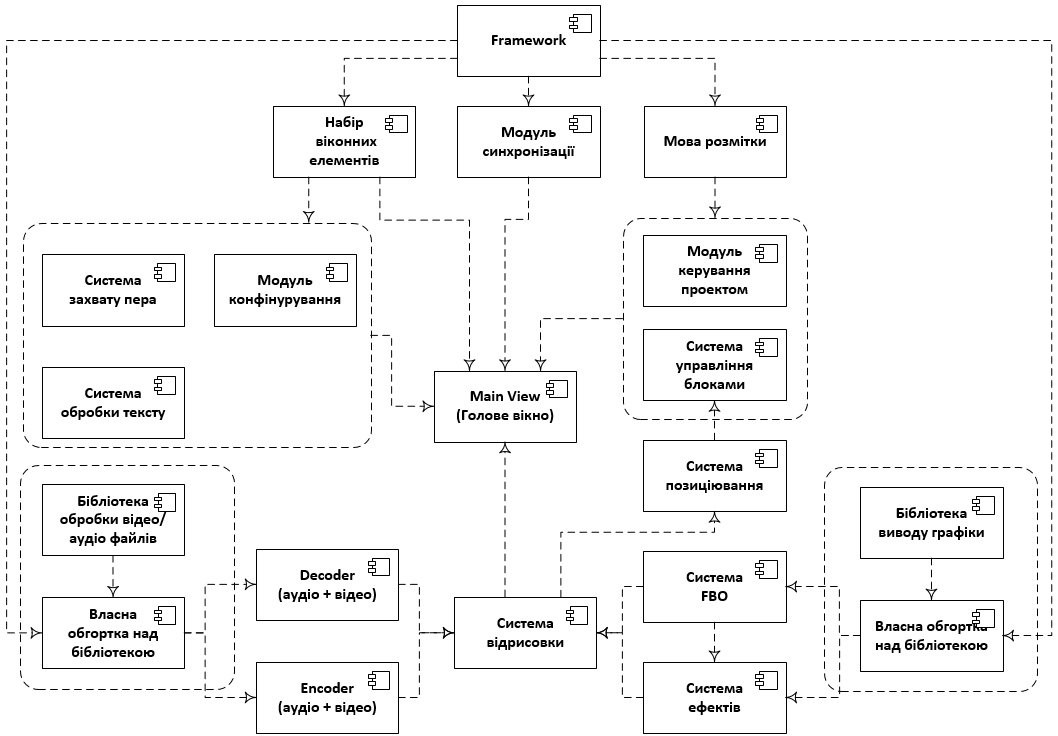 Framework
Набір
віконних
елементів
Модуль
синхронізації
Мова розмітки
Система
захвату пера
Модуль
конфінурування
Система
обробки тексту
Модуль
керування
проектом
Система
управління
блоками
Main View
(Голове вікно)
Система
позиціювання
Бібліотека
обробки відео/
аудіо файлів
Власна
обгортка над
бібліотекою
Decoder
(аудіо + відео)
Encoder
(аудіо + відео)
Система
відрисовки
Система
FBO
Система
ефектів
Бібліотека
виводу графіки
Власна обгортка
над бібліотекою